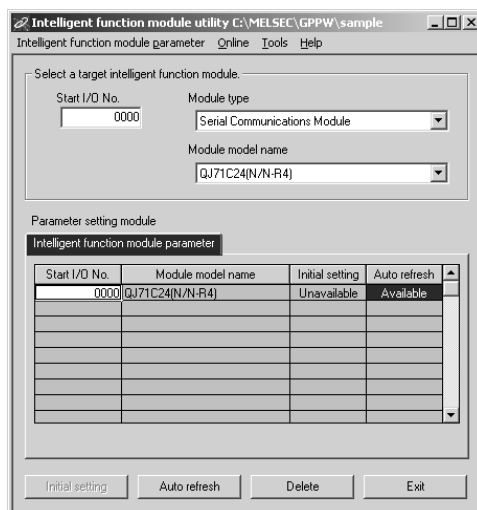 Intelligent function module utility C:\MELSEC\GPPW\sample
Intelligent function module parameter Online Tools Help
Select a target intelligent function module.
Start I/O No. Module type
0000 Serial Communications Module
Module model name
QJ71C24(N/N-R4)
Parameter setting module
Intelligent function module parameter
Start I/O No. Module model name Initial setting Auto refresh
0000 QJ71C24(N/N-R4) Unavailable Available
Initial setting Auto refresh Delete Exit